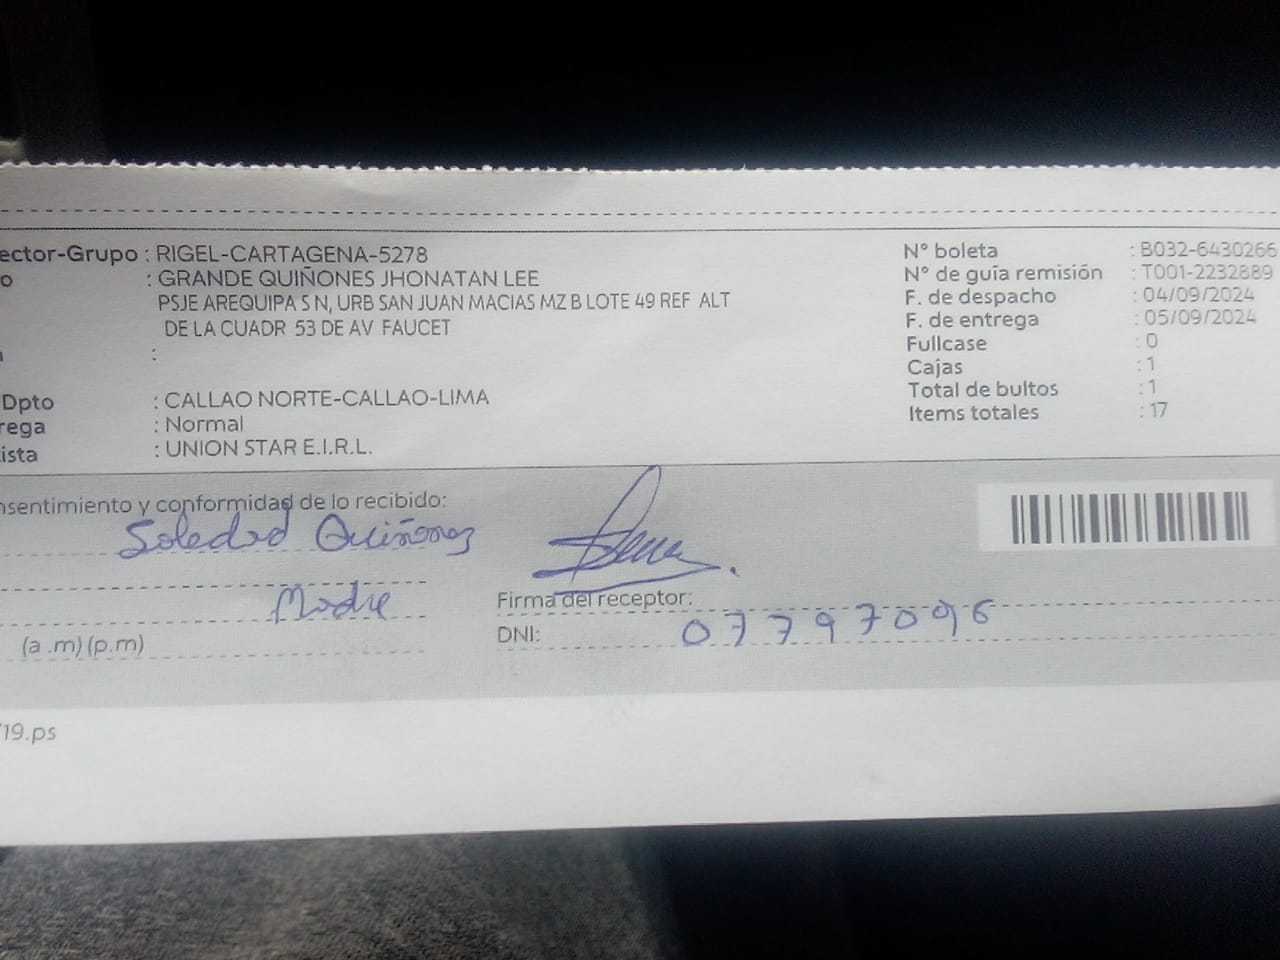 ector-Grupo : RIGEL-CARTAGENA-5278
o : GRANDE QUIÑONES JHONATAN LEE
PSJE AREQUIPA S N, URB SAN JUAN MACIAS MZ B LOTE 49 REF ALT
DE LA CUADR 53 DE AV FAUCET
:
Dpto : CALLAO NORTE-CALLAO-LIMA
rega : Normal
ista : UNION STAR E.I.R.L.
N° boleta : B032-6430266
N° de guía remisión : T001-2232889
F. de despacho : 04/09/2024
F. de entrega : 05/09/2024
Fullcase : 0
Cajas : 1
Total de bultos : 1
Items totales : 17
nsentimiento y conformidad de lo recibido:
Soledad Quiñones
Madre
(a .m) (p.m)
Firma del receptor:
DNI: 07797096
19.ps